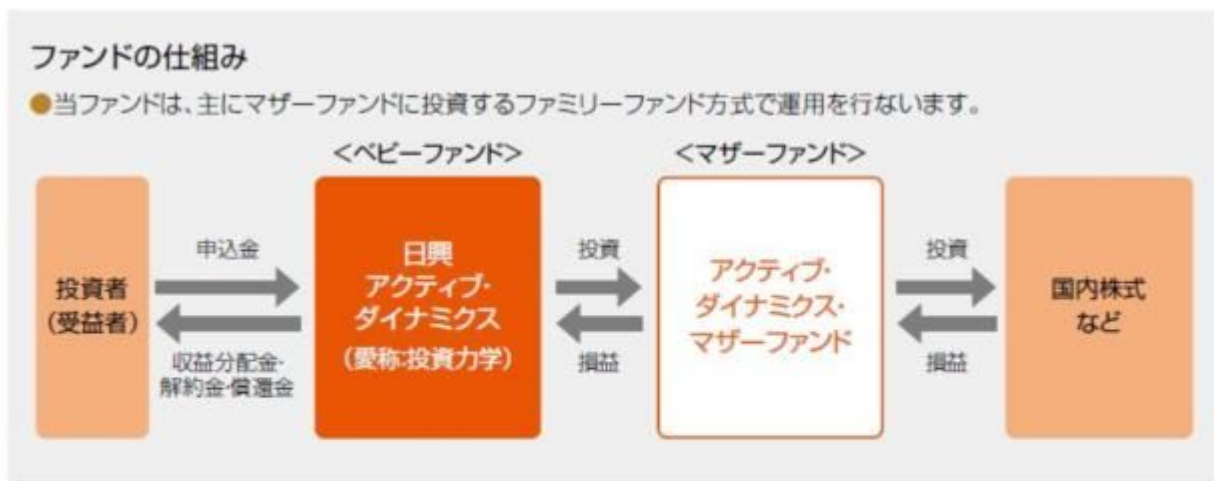 ファンドの仕組み
●当ファンドは、主にマザーファンドに投資するファミリーファンド方式で運用を行ないます。
<ベビーファンド>
<マザーファンド>
投資者
(受益者)
申込金
収益分配金・
解約金・償還金
日興
アクティブ・
ダイナミクス
(愛称:投資力学)
投資
損益
アクティブ・
ダイナミクス・
マザーファンド
投資
損益
国内株式
など